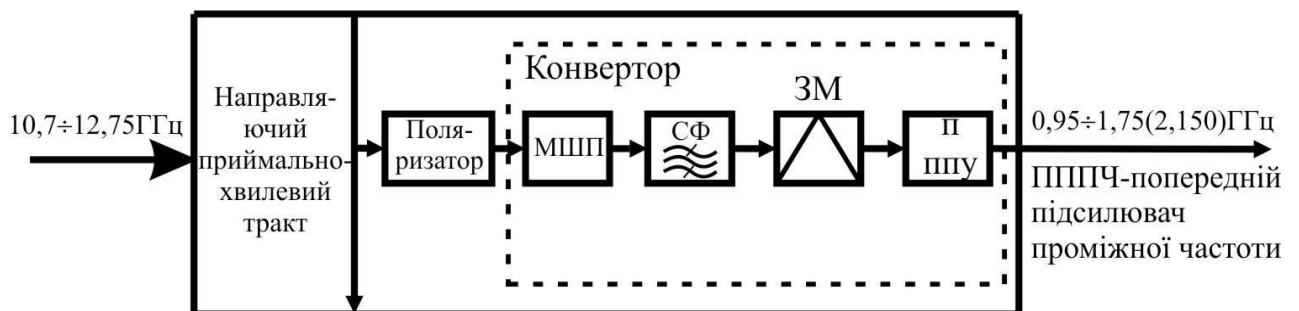 10,7÷12,75ГГц
Направля-
ючий
приймально-
хвилевий
тракт
Поля-
ризатор
Конвертор
МШП
СФ
ЗМ
П
ППУ
0,95÷1,75(2,150)ГГц
ПППЧ-попередній
підсилювач
проміжної частоти